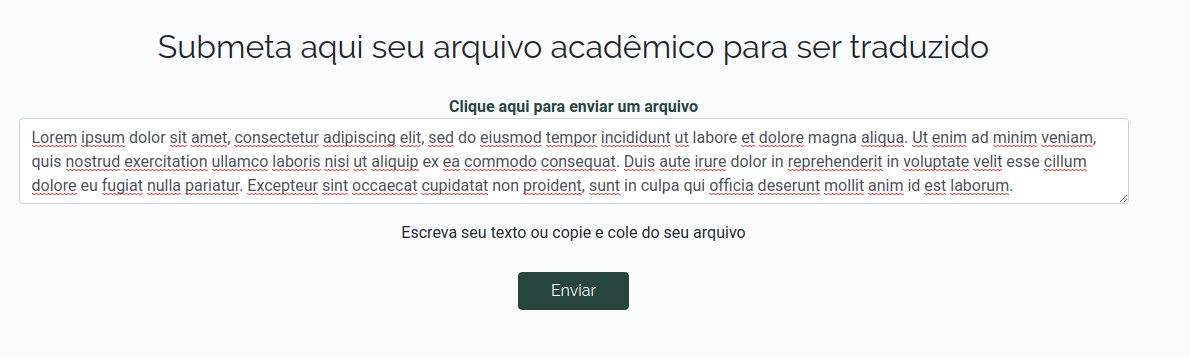 Submeta aqui seu arquivo acadêmico para ser traduzido
Clique aqui para enviar um arquivo
Lorem ipsum dolor sit amet, consectetur adipiscing elit, sed do eiusmod tempor incididunt ut labore et dolore magna aliqua. Ut enim ad minim veniam,
quis nostrud exercitation ullamco laboris nisi ut aliquip ex ea commodo consequat. Duis aute irure dolor in reprehenderit in voluptate velit esse cillum
dolore eu fugiat nulla pariatur. Excepteur sint occaecat cupidatat non proident, sunt in culpa qui officia deserunt mollit anim id est laborum.
Escreva seu texto ou copie e cole do seu arquivo
Enviar